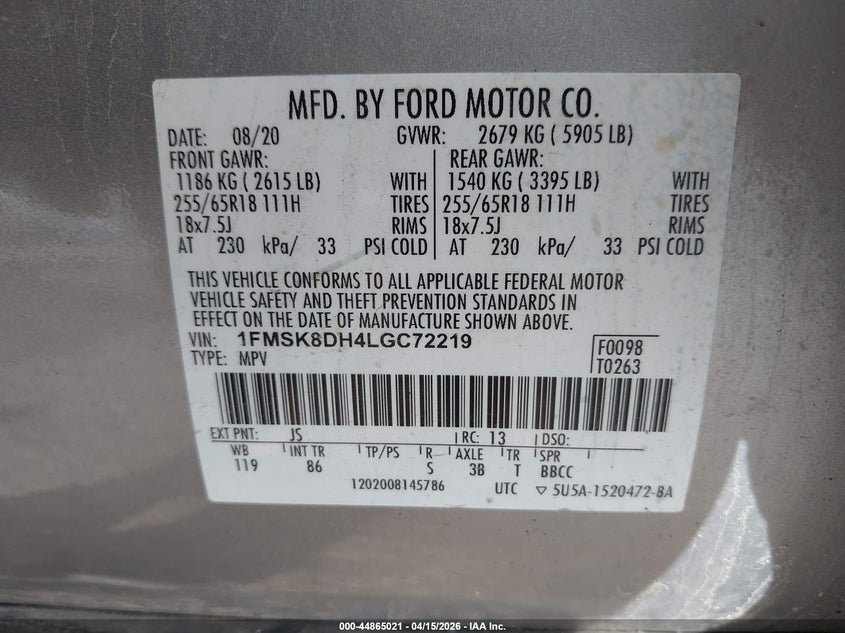 MFD. BY FORD MOTOR CO.
DATE: 08/20 GVWR: 2679 KG ( 5905 LB)
FRONT GAWR: REAR GAWR:
1186 KG ( 2615 LB) WITH 1540 KG ( 3395 LB) WITH
255/65R18 111H TIRES 255/65R18 111H TIRES
18x7.5J RIMS 18x7.5J RIMS
AT 230 kPa/ 33 PSI COLD AT 230 kPa/ 33 PSI COLD
THIS VEHICLE CONFORMS TO ALL APPLICABLE FEDERAL MOTOR
VEHICLE SAFETY AND THEFT PREVENTION STANDARDS IN
EFFECT ON THE DATE OF MANUFACTURE SHOWN ABOVE.
VIN: 1FMSK8DH4LGC72219 F0098
TYPE: MPV T0263
EXT PNT: JS RC: 13 DSO:
WB INT TR TP/PS R AXLE TR SPR
119 86 S 3B T BBCC
1202008145786 UTC ▽ 5U5A-1520472-BA
000-44865021 - 04/15/2026 - IAA Inc.